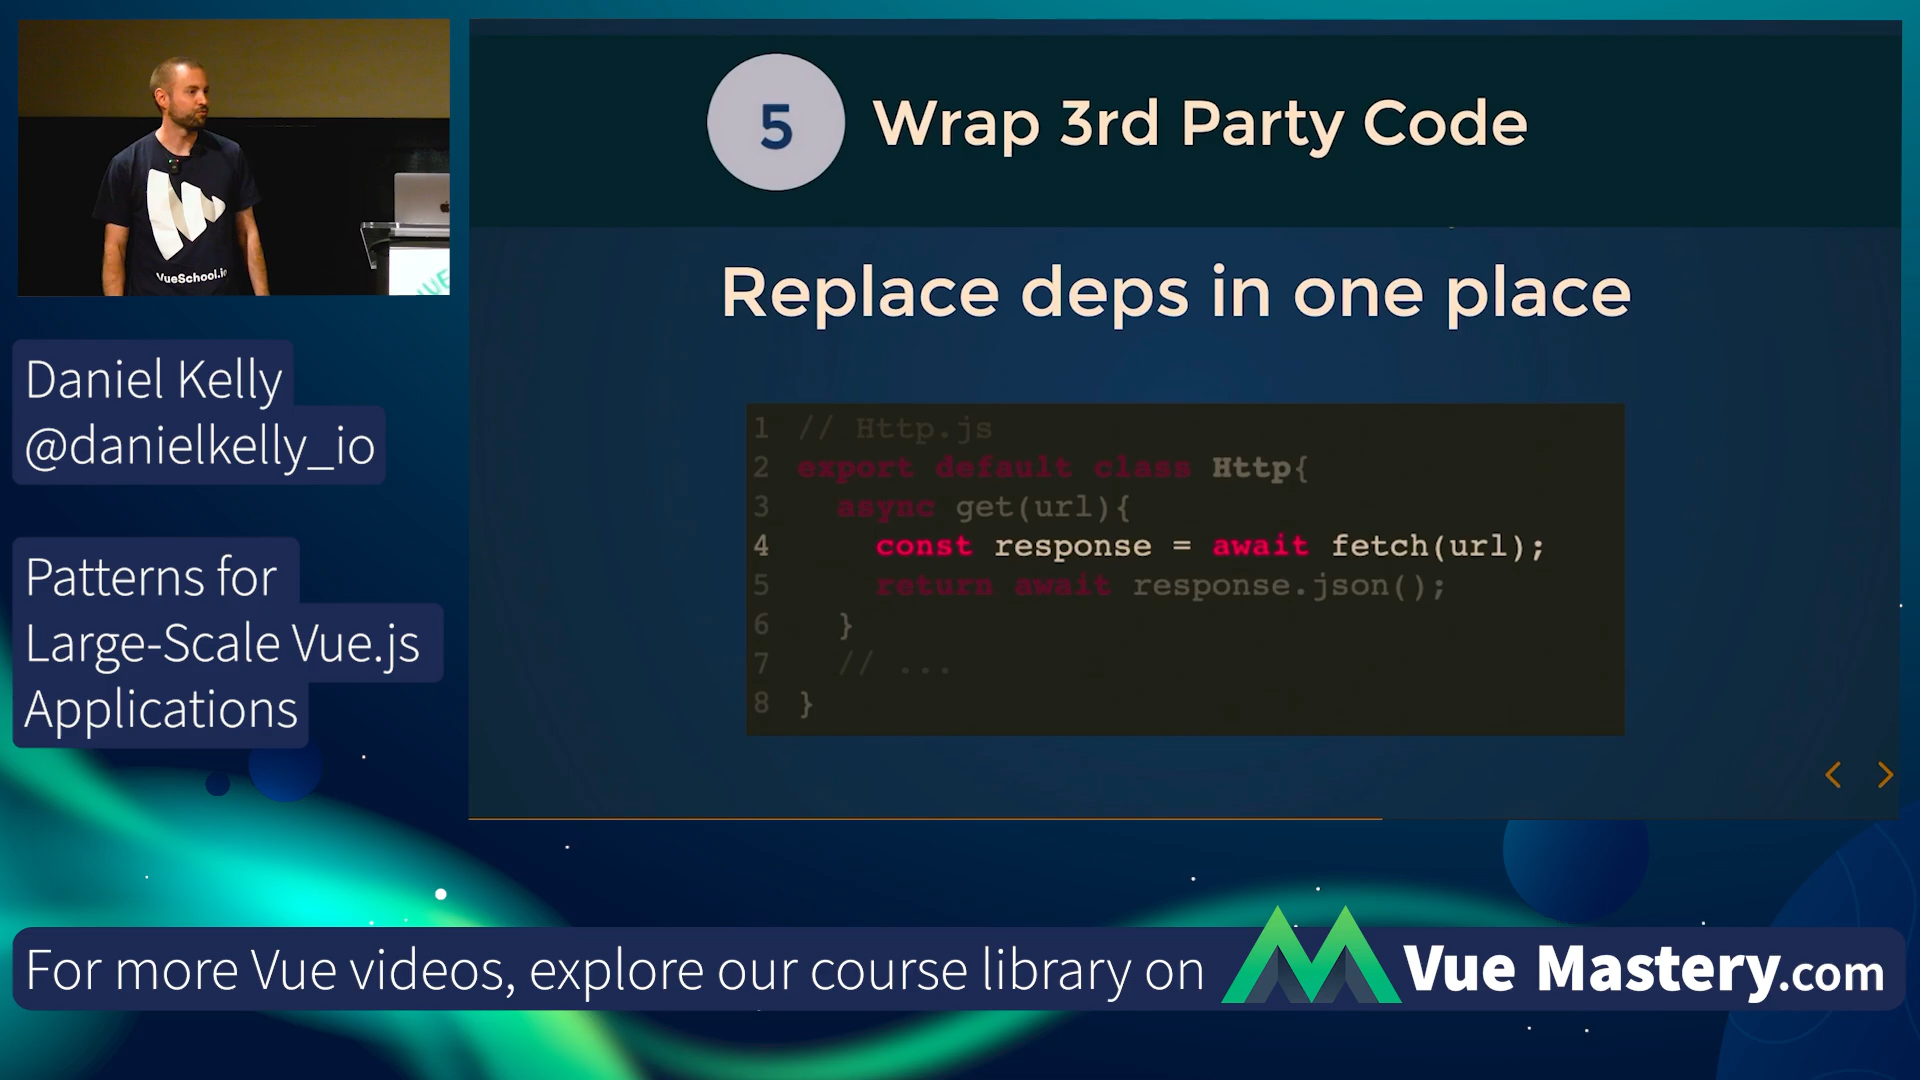 VueSchool.io
Daniel Kelly
@danielkelly_io
Patterns for
Large-Scale Vue.js
Applications
5 Wrap 3rd Party Code
Replace deps in one place
1 // Http.js
2 export default class Http{
3 async get(url){
4 const response = await fetch(url);
5 return await response.json();
6 }
7 // ...
8 }
For more Vue videos, explore our course library on Vue Mastery.com